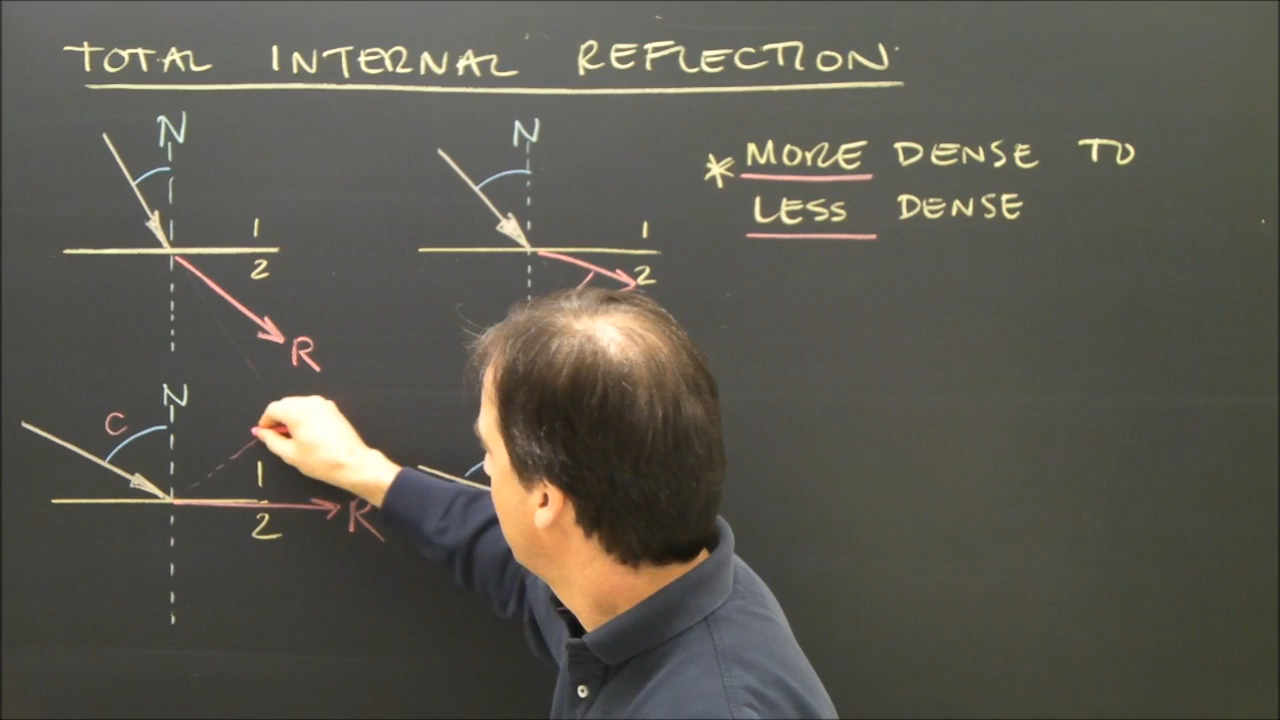 TOTAL INTERNAL REFLECTION
N
1
2
R
N
1
2
* MORE DENSE TO
LESS DENSE
N
C
1
2
R